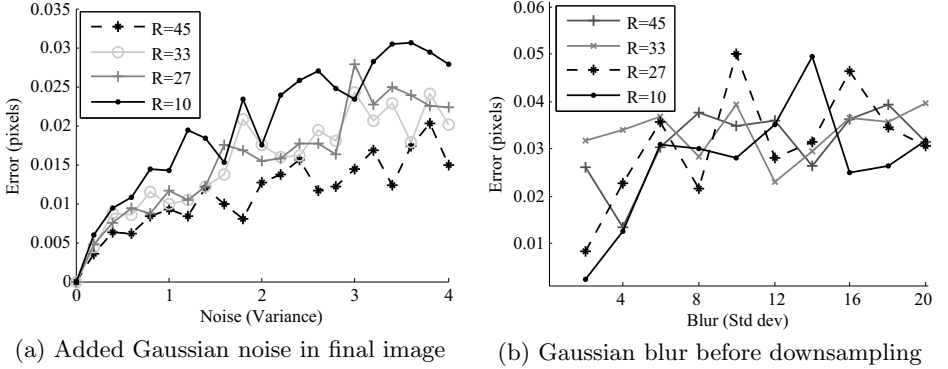 0.035
0.03
0.025
0.02
0.015
0.01
0.005
0
Error (pixels)
R=45
R=33
R=27
R=10
0 1 2 3 4
Noise (Variance)
(a) Added Gaussian noise in final image
0.06
0.05
0.04
0.03
0.02
0.01
Error (pixels)
R=45
R=33
R=27
R=10
4 8 12 16 20
Blur (Std dev)
(b) Gaussian blur before downsampling